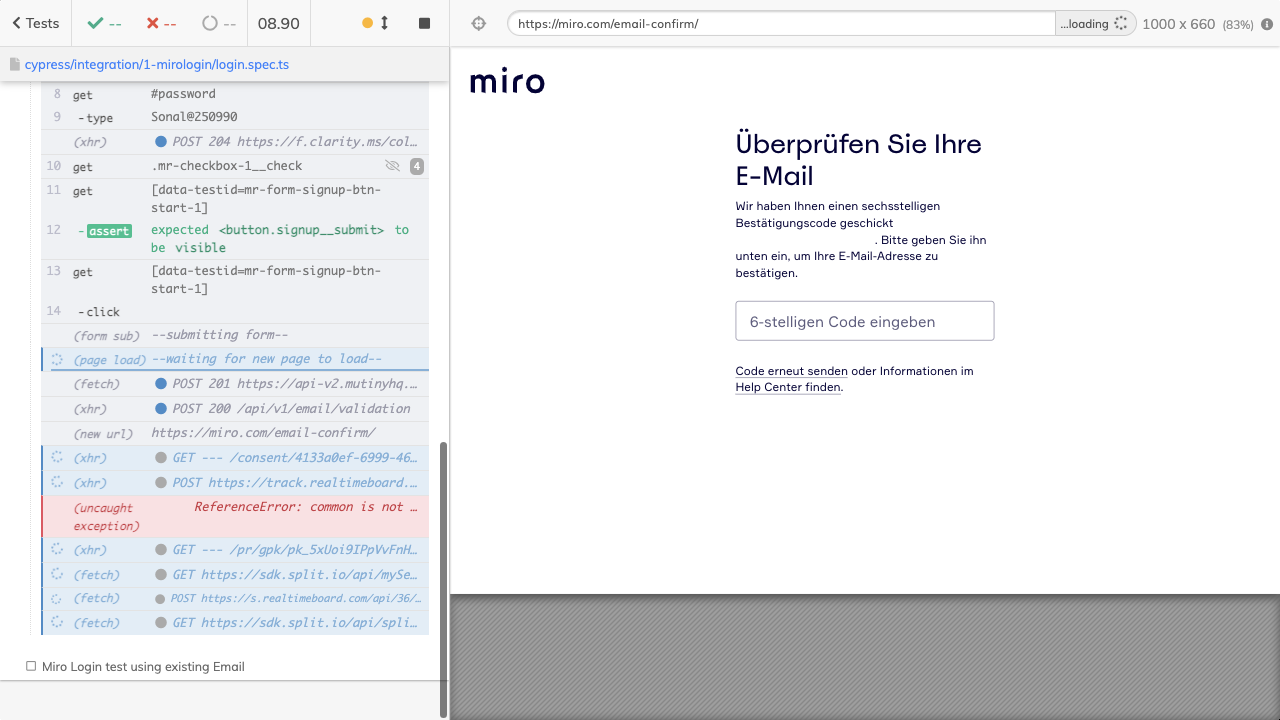 Tests
--
--
--
08.90
https://miro.com/email-confirm/
...loading
1000 x 660 (83%)
cypress/integration/1-mirologin/login.spec.ts
8 get #password
9 -type Sonal@250990
(xhr) POST 204 https://f.clarity.ms/col...
10 get .mr-checkbox-1__check 4
11 get [data-testid=mr-form-signup-btn-
start-1]
12 -assert expected <button.signup__submit> to
be visible
13 get [data-testid=mr-form-signup-btn-
start-1]
14 -click
(form sub) --submitting form--
(page load) --waiting for new page to load--
(fetch) POST 201 https://api-v2.mutinyhq....
(xhr) POST 200 /api/v1/email/validation
(new url) https://miro.com/email-confirm/
(xhr) GET --- /consent/4133a0ef-6999-46...
(xhr) POST https://track.realtimeboard....
(uncaught ReferenceError: common is not ...
exception)
(xhr) GET --- /pr/gpk/pk_5xUoi9IPpVvFnH...
(fetch) GET https://sdk.split.io/api/mySe...
(fetch) POST https://s.realtimeboard.com/api/36/...
(fetch) GET https://sdk.split.io/api/spli...
Miro Login test using existing Email
miro
Überprüfen Sie Ihre
E-Mail
Wir haben Ihnen einen sechsstelligen
Bestätigungscode geschickt
. Bitte geben Sie ihn
unten ein, um Ihre E-Mail-Adresse zu
bestätigen.
6-stelligen Code eingeben
Code erneut senden oder Informationen im
Help Center finden.